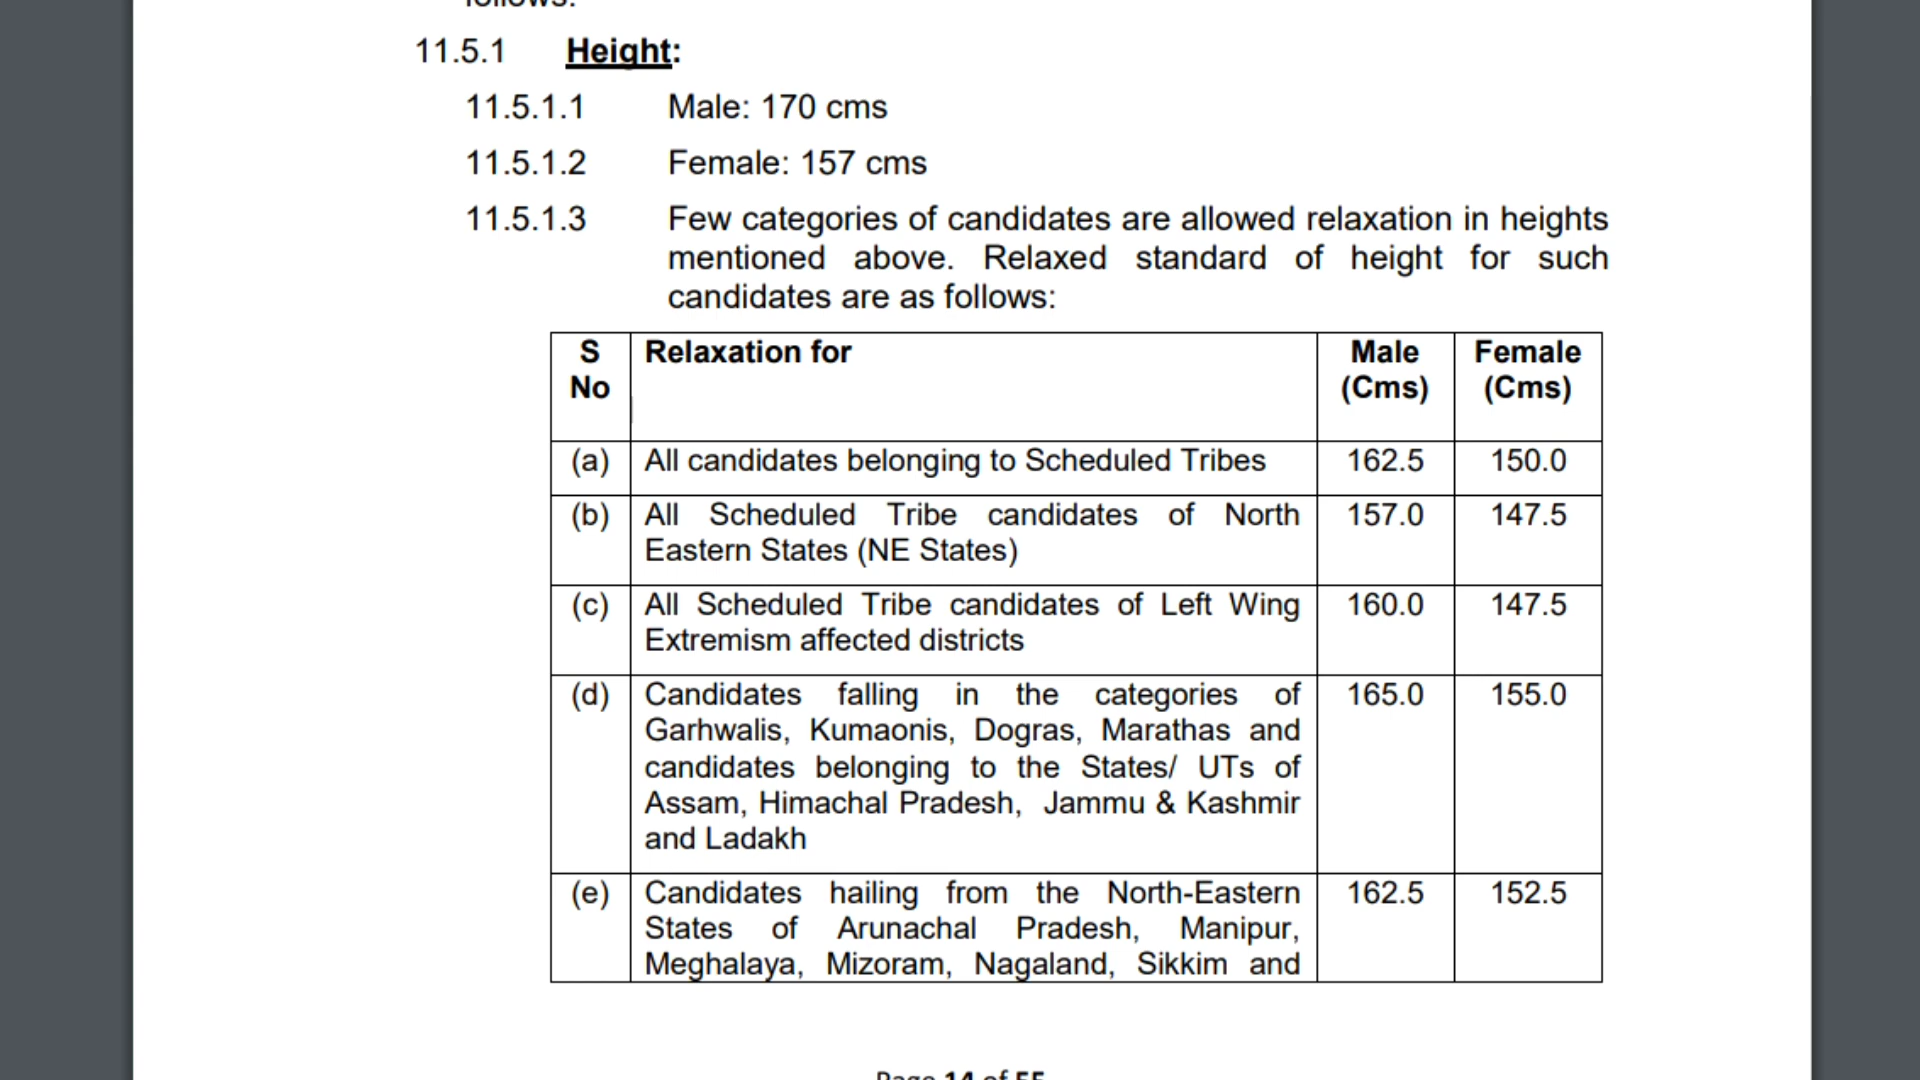 follows:
11.5.1 Height:
11.5.1.1 Male: 170 cms
11.5.1.2 Female: 157 cms
11.5.1.3 Few categories of candidates are allowed relaxation in heights
mentioned above. Relaxed standard of height for such
candidates are as follows:
S No Relaxation for Male (Cms) Female (Cms)
(a) All candidates belonging to Scheduled Tribes 162.5 150.0
(b) All Scheduled Tribe candidates of North 157.0 147.5
Eastern States (NE States)
(c) All Scheduled Tribe candidates of Left Wing 160.0 147.5
Extremism affected districts
(d) Candidates falling in the categories of 165.0 155.0
Garhwalis, Kumaonis, Dogras, Marathas and
candidates belonging to the States/ UTs of
Assam, Himachal Pradesh, Jammu & Kashmir
and Ladakh
(e) Candidates hailing from the North-Eastern 162.5 152.5
States of Arunachal Pradesh, Manipur,
Meghalaya, Mizoram, Nagaland, Sikkim and
Page 14 of 55